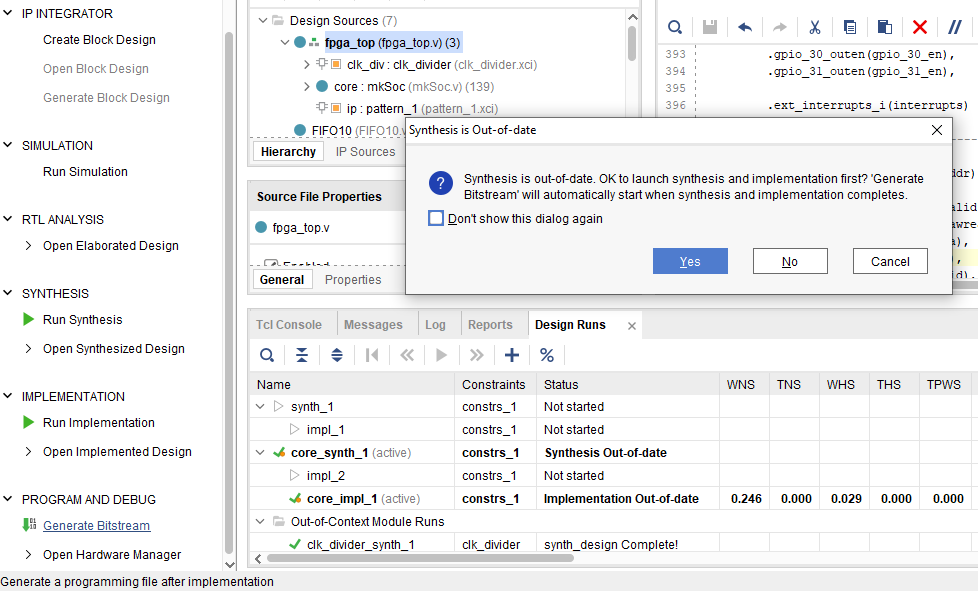 IP INTEGRATOR
Create Block Design
Open Block Design
Generate Block Design
SIMULATION
Run Simulation
RTL ANALYSIS
Open Elaborated Design
SYNTHESIS
Run Synthesis
Open Synthesized Design
IMPLEMENTATION
Run Implementation
Open Implemented Design
PROGRAM AND DEBUG
Generate Bitstream
Open Hardware Manager
Generate a programming file after implementation
Design Sources (7)
fpga_top (fpga_top.v) (3)
clk_div : clk_divider (clk_divider.xci)
core : mkSoc (mkSoc.v) (139)
ip : pattern_1 (pattern_1.xci)
FIFO10 (FIFO10.v
Hierarchy IP Sources
Source File Properties
fpga_top.v
Enabled
General Properties
393 .gpio_30_outen(gpio_30_en),
394 .gpio_31_outen(gpio_31_en),
395
396 .ext_interrupts_i(interrupts)
Synthesis is Out-of-date
Synthesis is out-of-date. OK to launch synthesis and implementation first? 'Generate
Bitstream' will automatically start when synthesis and implementation completes.
Don't show this dialog again
Yes No Cancel
Tcl Console Messages Log Reports Design Runs
Name Constraints Status WNS TNS WHS THS TPWS
synth_1 constrs_1 Not started
impl_1 constrs_1 Not started
core_synth_1 (active) constrs_1 Synthesis Out-of-date
impl_2 constrs_1 Not started
core_impl_1 (active) constrs_1 Implementation Out-of-date 0.246 0.000 0.029 0.000 0.000
Out-of-Context Module Runs
clk_divider_synth_1 clk_divider synth_design Complete!